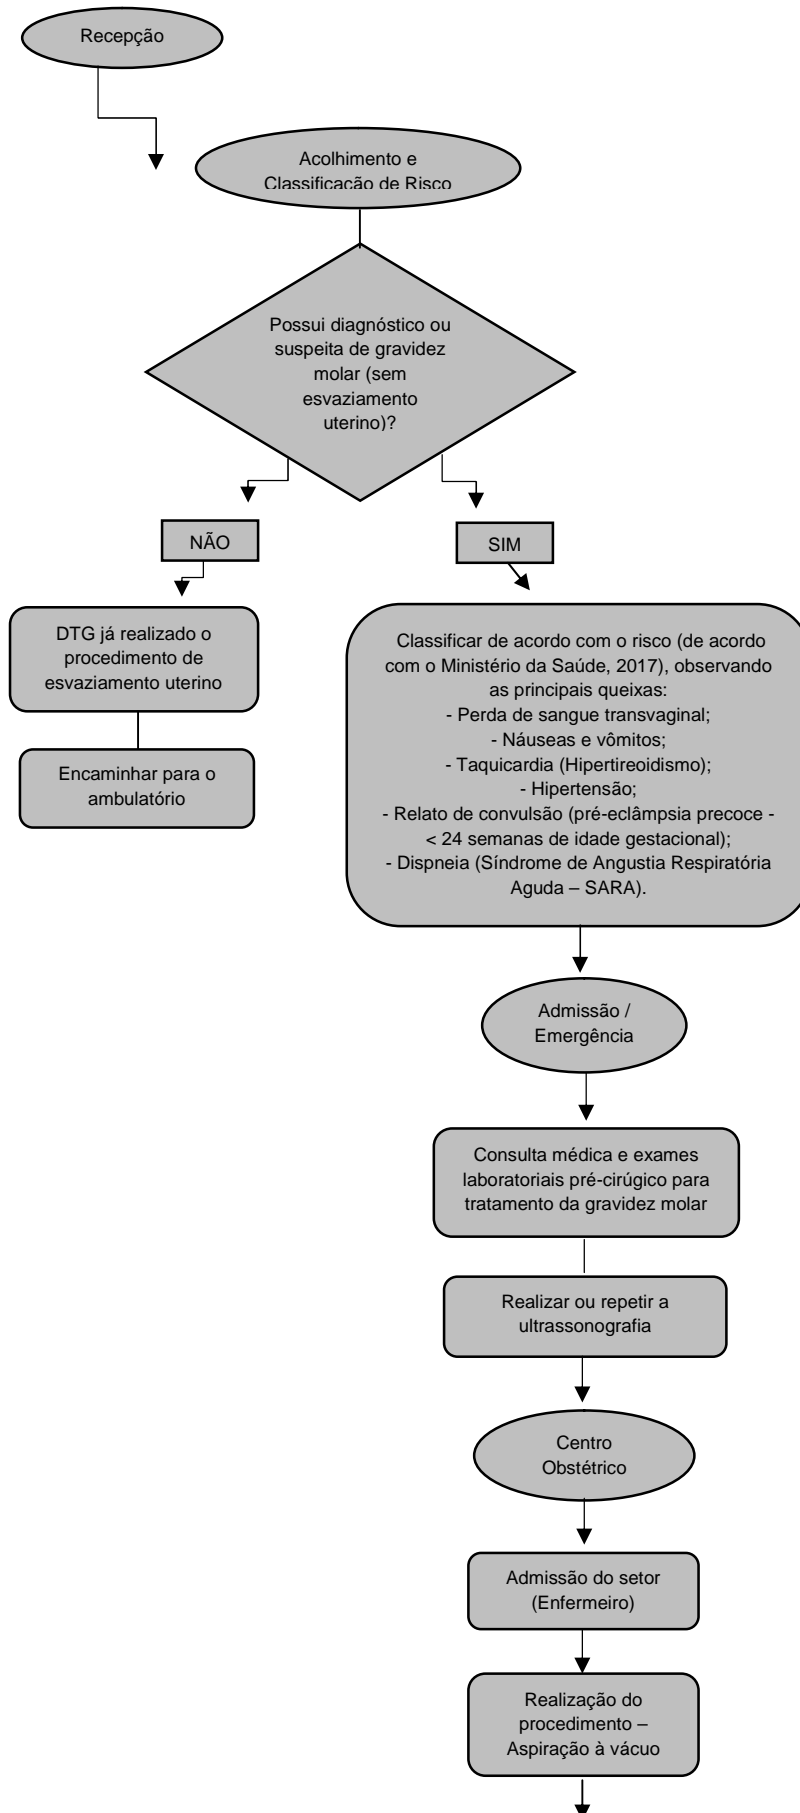 Recepção
Acolhimento e
Classificação de Risco
Possui diagnóstico ou
suspeita de gravidez
molar (sem
esvaziamento
uterino)?
NÃO
SIM
DTG já realizado o
procedimento de
esvaziamento uterino
Encaminhar para o
ambulatório
Classificar de acordo com o risco (de acordo
com o Ministério da Saúde, 2017), observando
as principais queixas:
- Perda de sangue transvaginal;
- Náuseas e vômitos;
- Taquicardia (Hipertireoidismo);
- Hipertensão;
- Relato de convulsão (pré-eclâmpsia precoce -
< 24 semanas de idade gestacional);
- Dispneia (Síndrome de Angustia Respiratória
Aguda – SARA).
Admissão /
Emergência
Consulta médica e exames
laboratoriais pré-cirúgico para
tratamento da gravidez molar
Realizar ou repetir a
ultrassonografia
Centro
Obstétrico
Admissão do setor
(Enfermeiro)
Realização do
procedimento –
Aspiração à vácuo